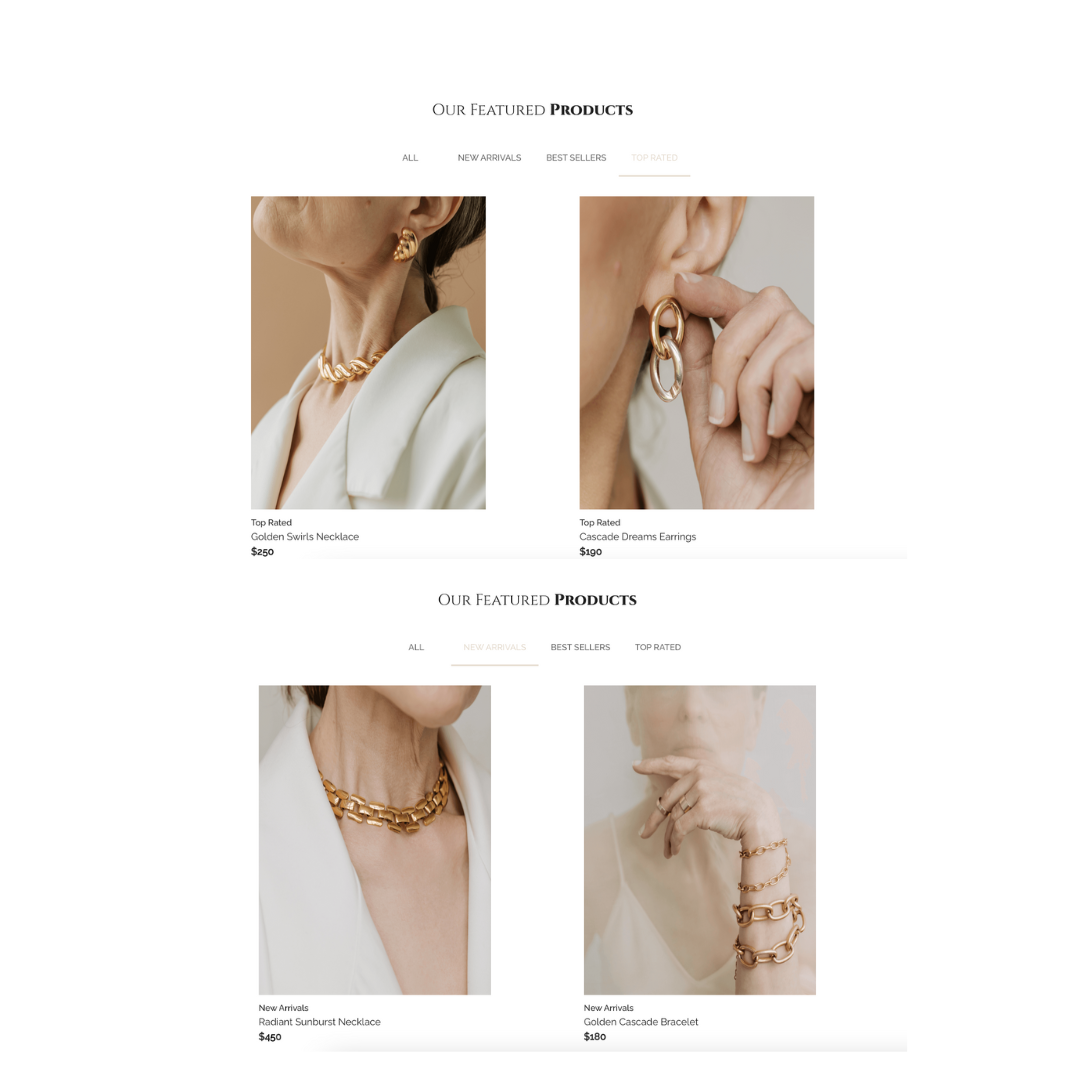 Our Featured Products
ALL NEW ARRIVALS BEST SELLERS TOP RATED
Top Rated Top Rated
Golden Swirls Necklace Cascade Dreams Earrings
$250 $190
Our Featured Products
ALL NEW ARRIVALS BEST SELLERS TOP RATED
New Arrivals New Arrivals
Radiant Sunburst Necklace Golden Cascade Bracelet
$450 $180